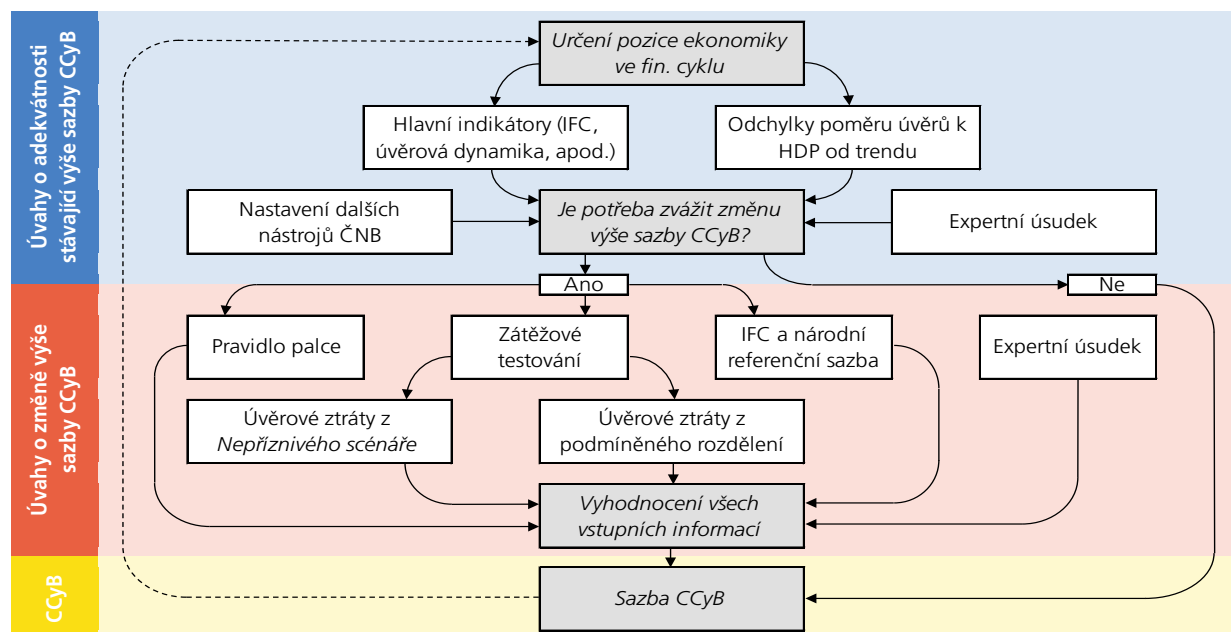 Úvahy o adekvátnosti
stávající výše sazby CCyB
Určení pozice ekonomiky
ve fin. cyklu
Hlavní indikátory (IFC,
úvěrová dynamika, apod.)
Odchylky poměru úvěrů k
HDP od trendu
Nastavení dalších
nástrojů ČNB
Je potřeba zvážit změnu
výše sazby CCyB?
Expertní úsudek
Ano
Ne
Úvahy o změně výše
sazby CCyB
Pravidlo palce
Zátěžové
testování
IFC a národní
referenční sazba
Expertní úsudek
Úvěrové ztráty z
Nepříznivého scénáře
Úvěrové ztráty z
podmíněného rozdělení
Vyhodnocení všech
vstupních informací
CCyB
Sazba CCyB